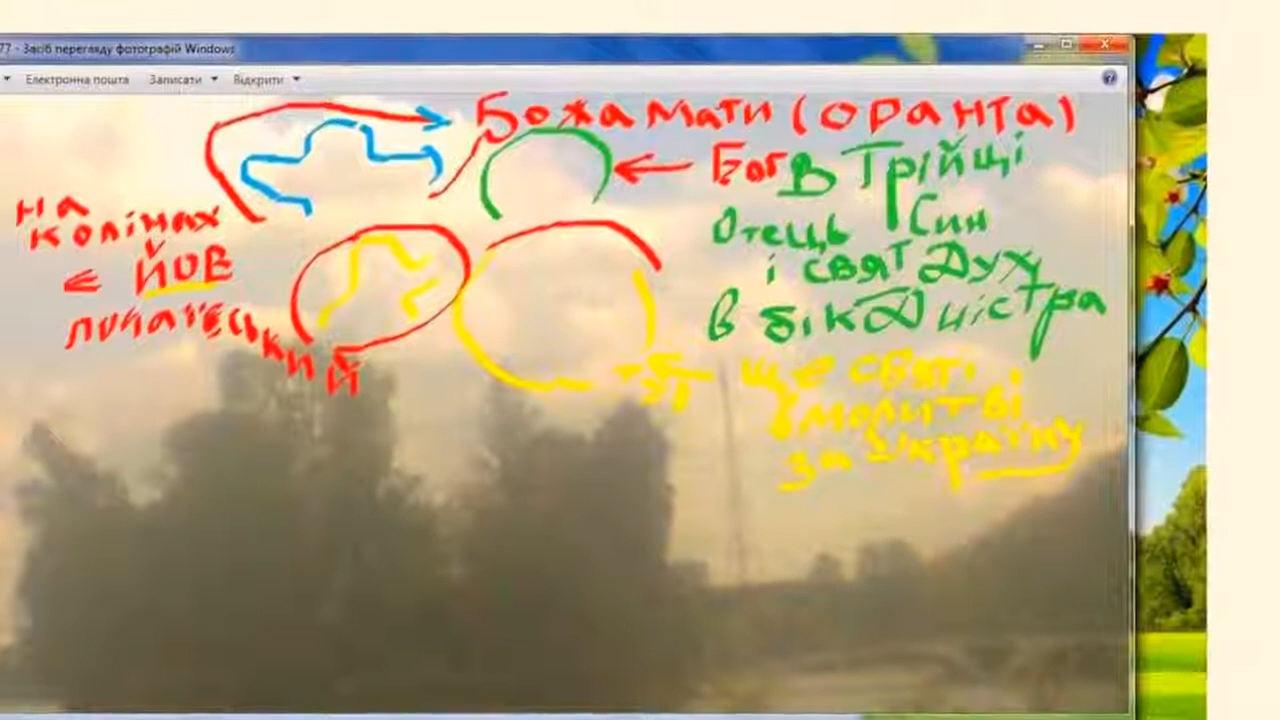 77 - Засіб перегляду фотографій Windows
Електронна пошта Записати Відкрити
Божа мати (оранта)
Бог в Трійці
Отець Син
і свят Дух
в бік Дністра
на
колінах
є Йов
почаївський
ще святі
в молитві
за Україну